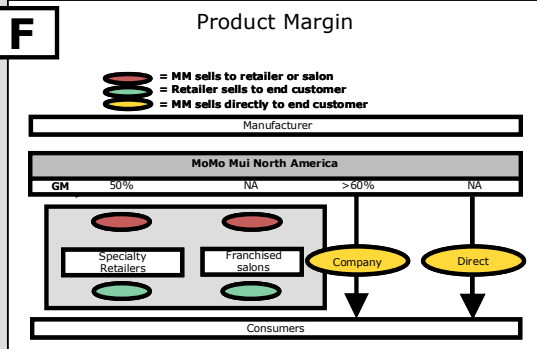 F
Product Margin
= MM sells to retailer or salon
= Retailer sells to end customer
= MM sells directly to end customer
Manufacturer
MoMo Mui North America
GM 50% NA >60% NA
Specialty
Retailers
Franchised
salons
Company
Direct
Consumers